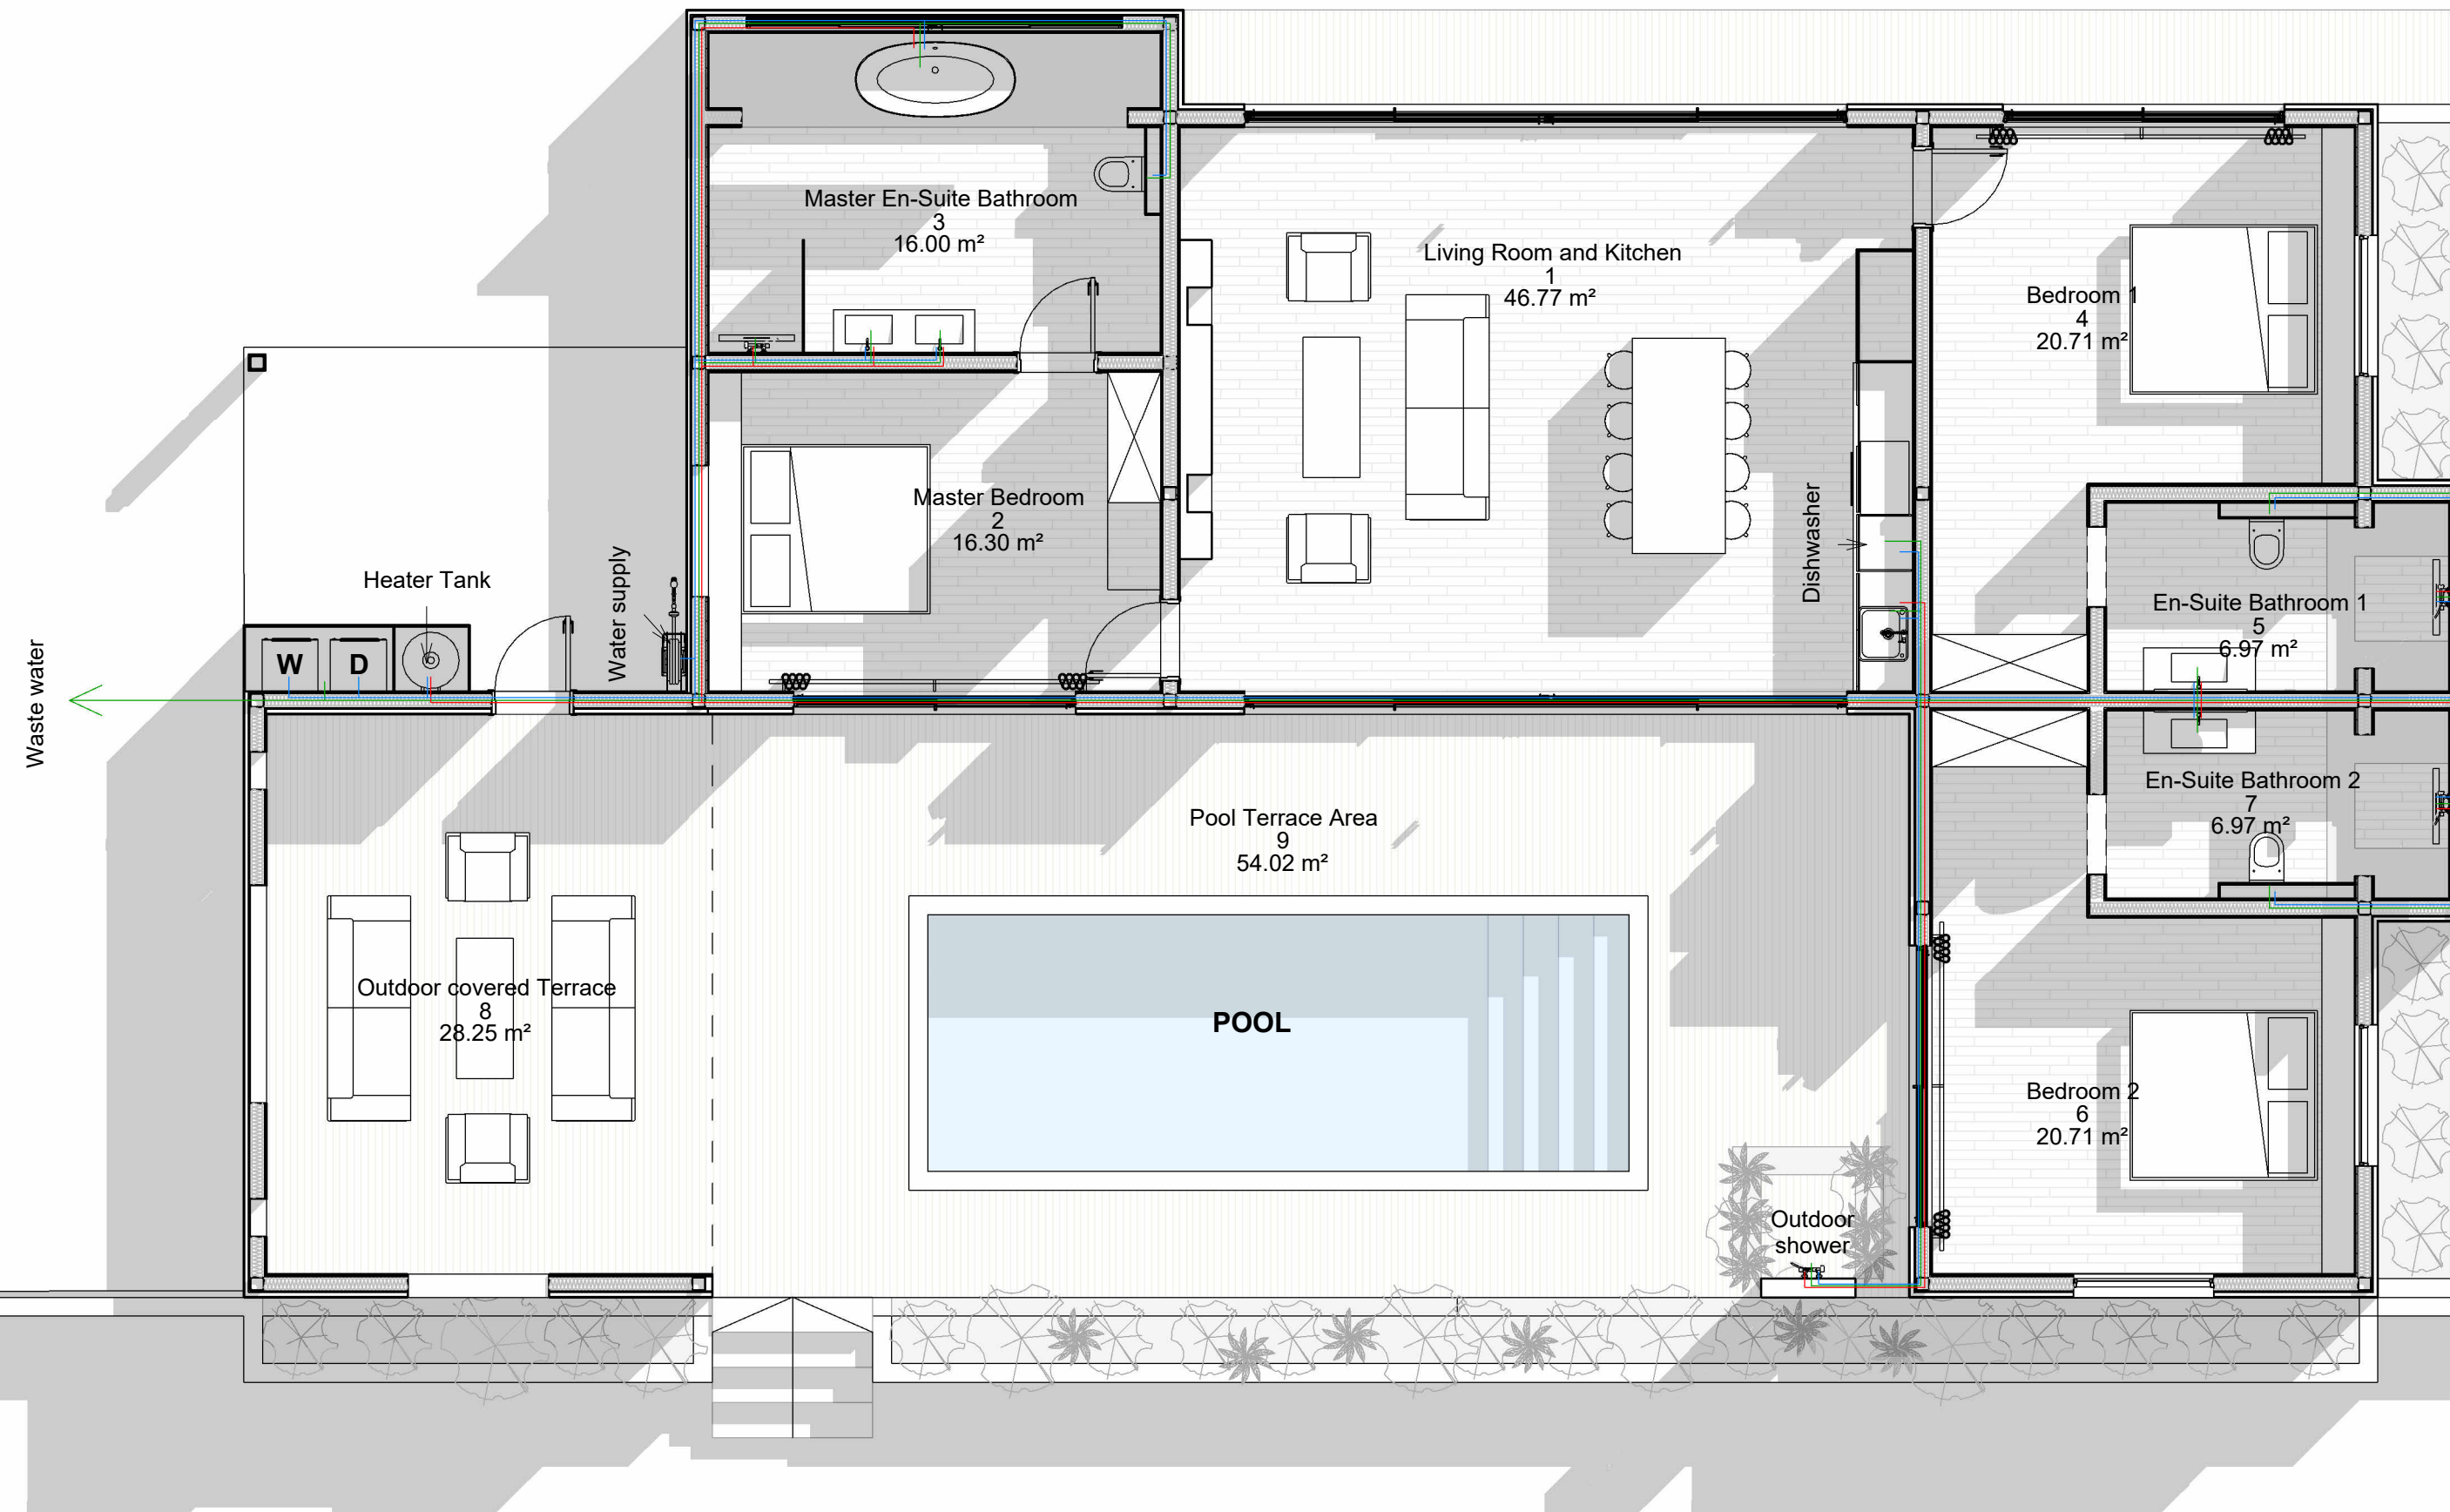 Master En-Suite Bathroom
3
16.00 m²
Living Room and Kitchen
1
46.77 m²
Bedroom 1
4
20.71 m²
Master Bedroom
2
16.30 m²
Dishwasher
Heater Tank
Water supply
En-Suite Bathroom 1
5
6.97 m²
W
D
Waste water
En-Suite Bathroom 2
7
6.97 m²
Pool Terrace Area
9
54.02 m²
Outdoor covered Terrace
8
28.25 m²
POOL
Bedroom 2
6
20.71 m²
Outdoor
shower